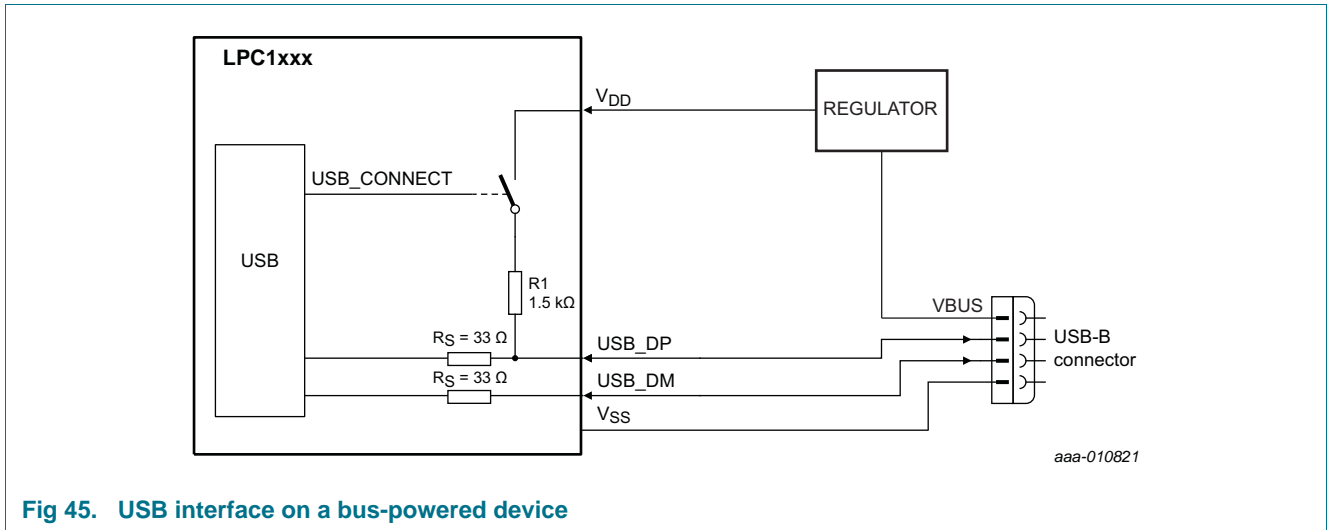 LPC1xxx
VDD
REGULATOR
USB_CONNECT
USB
R1
1.5 kΩ
VBUS
RS = 33 Ω
USB_DP
USB-B
connector
RS = 33 Ω
USB_DM
VSS
aaa-010821
Fig 45. USB interface on a bus-powered device